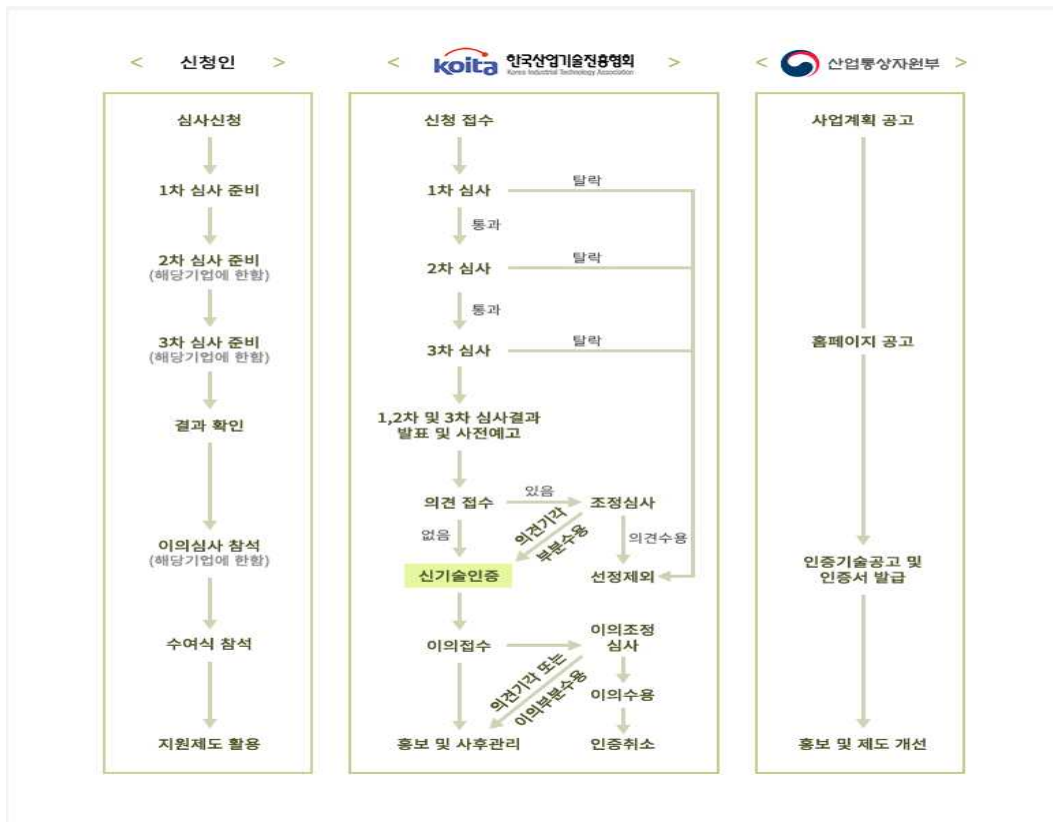 < 신청인 >
심사신청
1차 심사 준비
2차 심사 준비
(해당기업에 한함)
3차 심사 준비
(해당기업에 한함)
결과 확인
이의심사 참석
(해당기업에 한함)
수여식 참석
지원제도 활용
< koita 한국산업기술진흥협회 >
Korea Industrial Technology Association
신청 접수
1차 심사
탈락
통과
2차 심사
탈락
통과
3차 심사
탈락
1,2차 및 3차 심사결과
발표 및 사전예고
의견 접수
있음
조정심사
없음
의견기각
부분수용
의견수용
신기술인증
선정제외
이의접수
이의조정
심사
의견기각 또는
이의부분수용
이의수용
홍보 및 사후관리
인증취소
< 산업통상자원부 >
사업계획 공고
홈페이지 공고
인증기술공고 및
인증서 발급
홍보 및 제도 개선